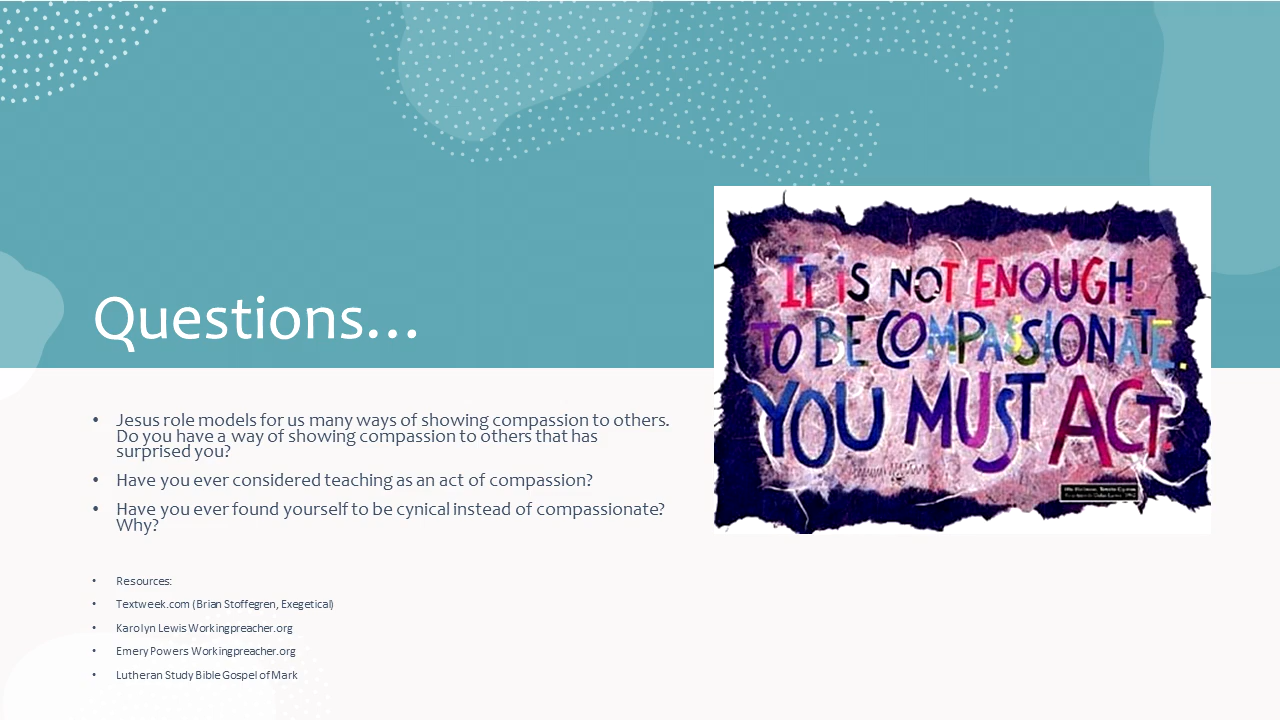 Questions...
• Jesus role models for us many ways of showing compassion to others.
Do you have a way of showing compassion to others that has
surprised you?
• Have you ever considered teaching as an act of compassion?
• Have you ever found yourself to be cynical instead of compassionate?
Why?
• Resources:
• Textweek.com (Brian Stoffegren, Exegetical)
• Karolyn Lewis Workingpreacher.org
• Emery Powers Workingpreacher.org
• Lutheran Study Bible Gospel of Mark
IT iS NOT ENOUGH
TO BE COMPASSIONATE.
YOU MUST ACT.